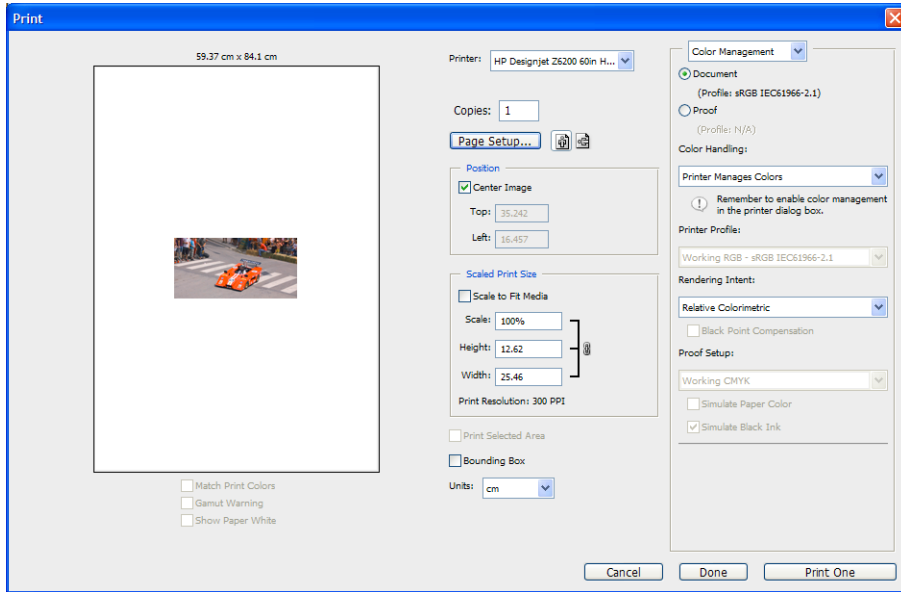 Print
59.37 cm x 84.1 cm
Match Print Colors
Gamut Warning
Show Paper White
Printer: HP Designjet Z6200 60in H...
Copies: 1
Page Setup...
Position
Center Image
Top: 35.242
Left: 16.457
Scaled Print Size
Scale to Fit Media
Scale: 100%
Height: 12.62
Width: 25.46
Print Resolution: 300 PPI
Print Selected Area
Bounding Box
Units: cm
Color Management
Document
(Profile: sRGB IEC61966-2.1)
Proof
(Profile: N/A)
Color Handling:
Printer Manages Colors
Remember to enable color management
in the printer dialog box.
Printer Profile:
Working RGB - sRGB IEC61966-2.1
Rendering Intent:
Relative Colorimetric
Black Point Compensation
Proof Setup:
Working CMYK
Simulate Paper Color
Simulate Black Ink
Cancel
Done
Print One